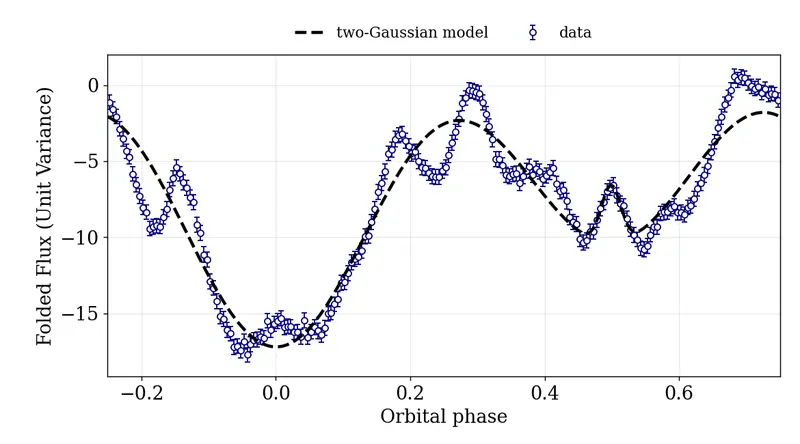 two-Gaussian model
data
Folded Flux (Unit Variance)
0
−5
−10
−15
−0.2
0.0
0.2
0.4
0.6
Orbital phase